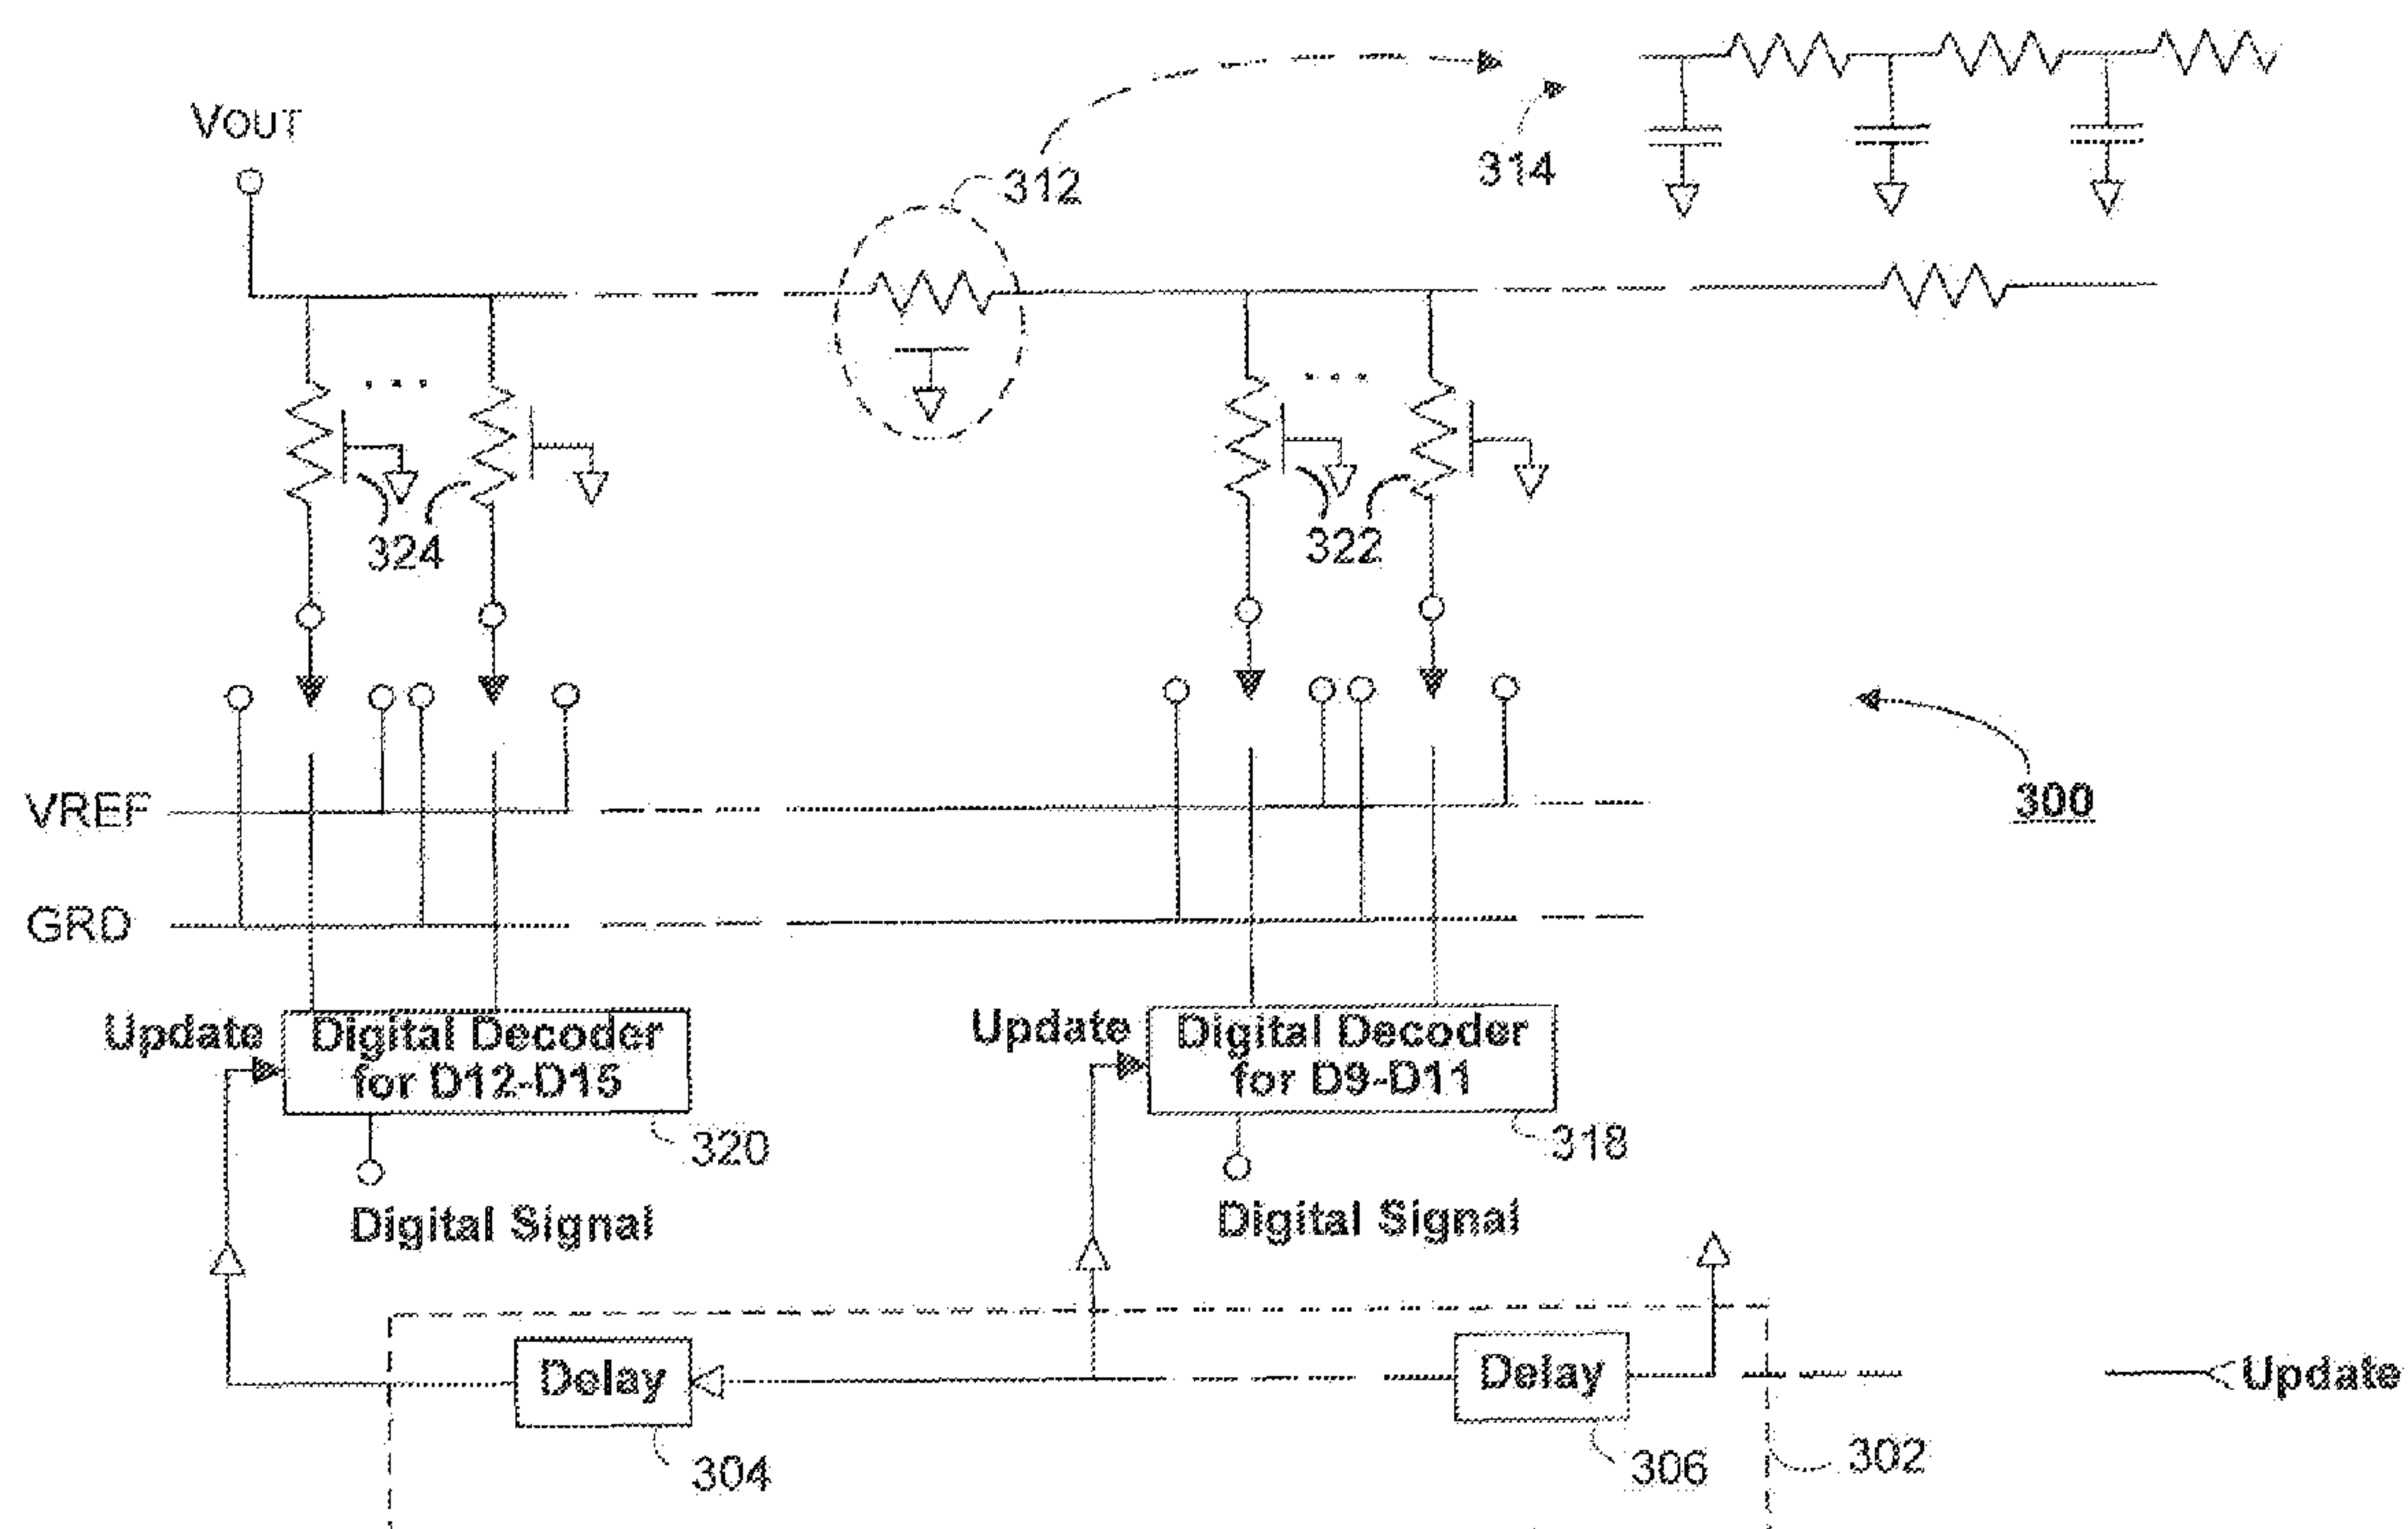 VOUT
312
314
324
322
300
VREF
GRD
Update
Digital Decoder
for D12-D15
320
Digital Signal
Update
Digital Decoder
for D9-D11
318
Digital Signal
Delay
304
Delay
306
302
Update